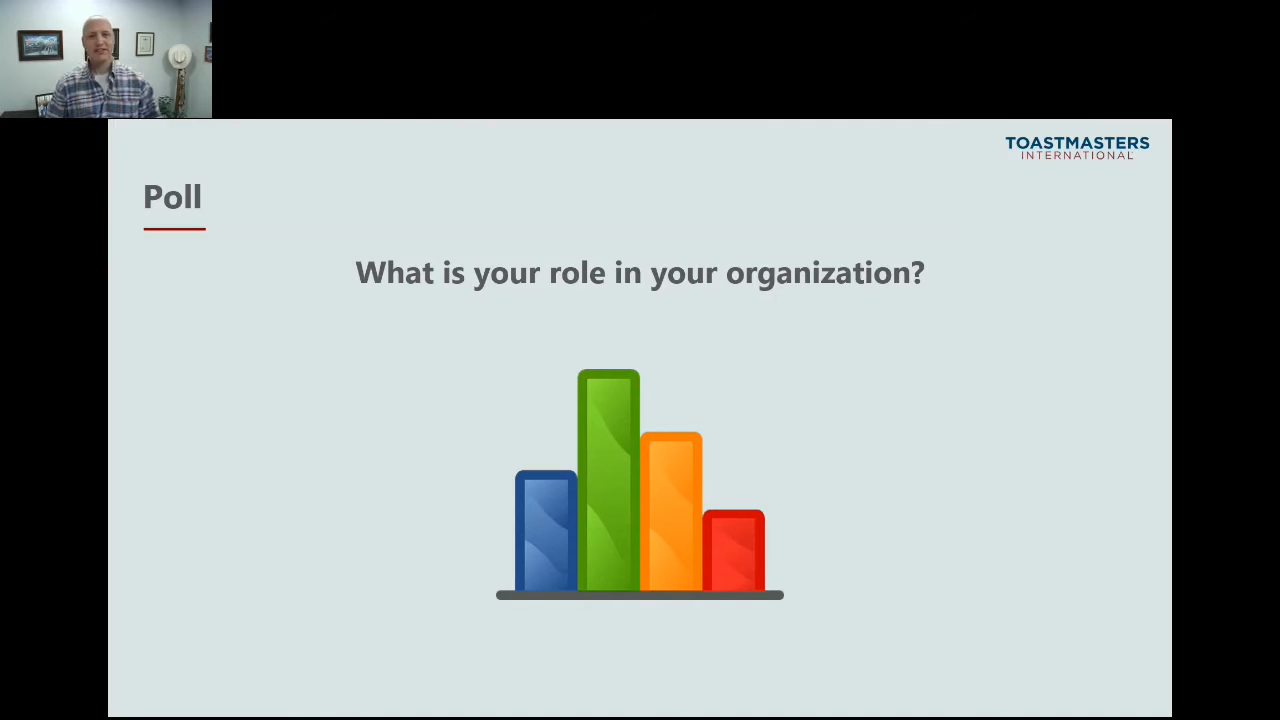 TOASTMASTERS
INTERNATIONAL
Poll
What is your role in your organization?